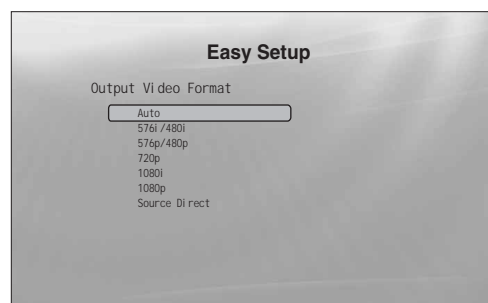 Easy Setup
Output Video Format
Auto
576i/480i
576p/480p
720p
1080i
1080p
Source Direct